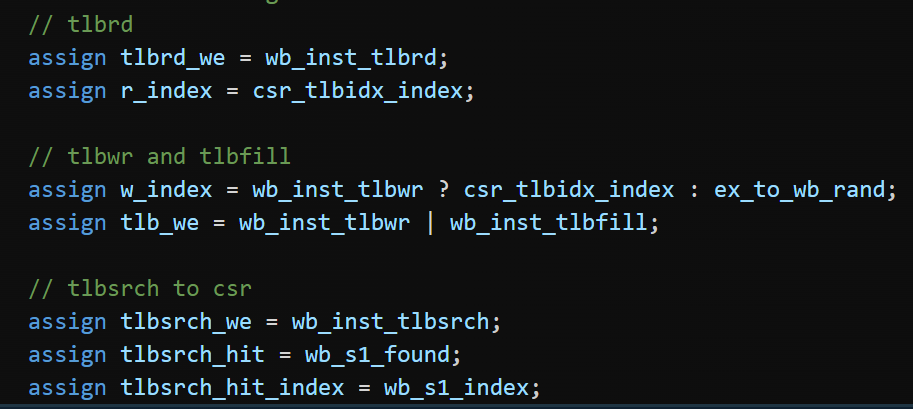 // tlbrd
assign tlbrd_we = wb_inst_tlbrd;
assign r_index = csr_tlbidx_index;
// tlbwr and tlbfill
assign w_index = wb_inst_tlbwr ? csr_tlbidx_index : ex_to_wb_rand;
assign tlb_we = wb_inst_tlbwr | wb_inst_tlbfill;
// tlbsrch to csr
assign tlbsrch_we = wb_inst_tlbsrch;
assign tlbsrch_hit = wb_s1_found;
assign tlbsrch_hit_index = wb_s1_index;